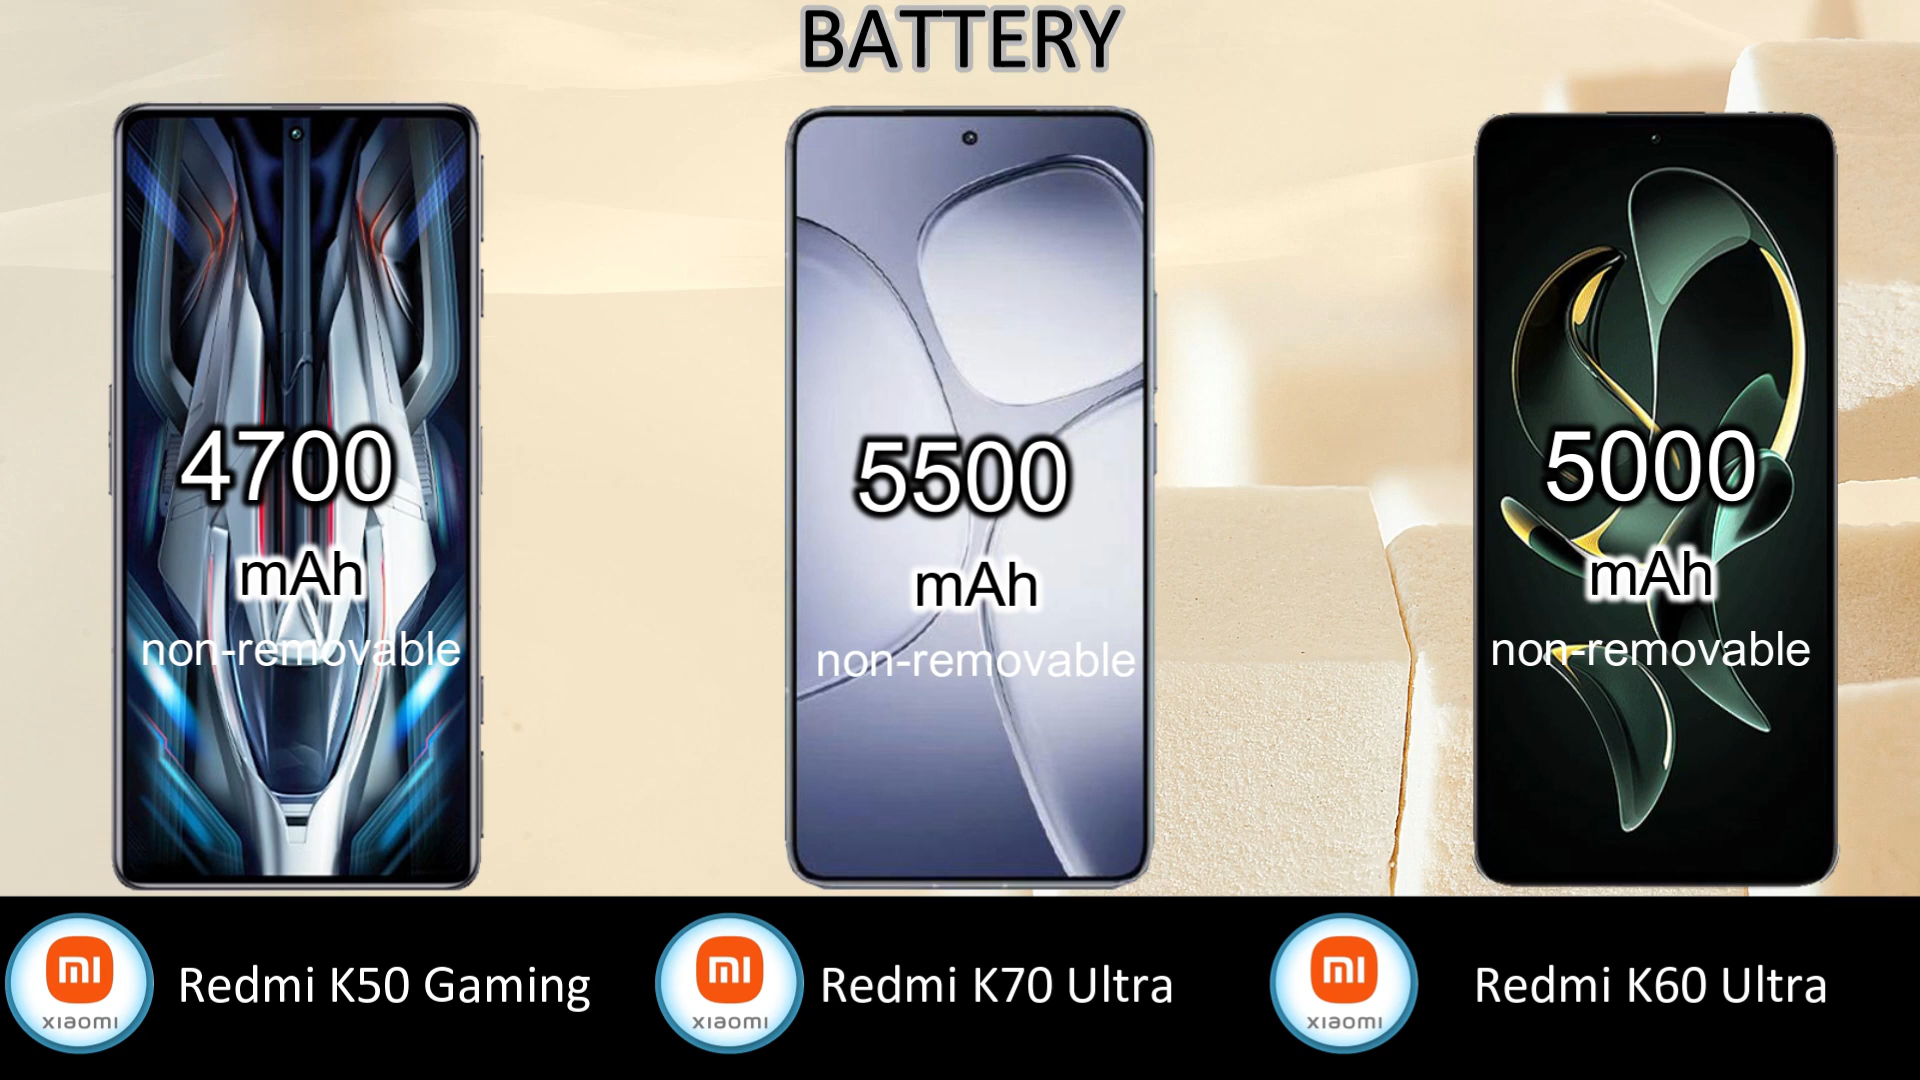 BATTERY
4700
mAh
non-removable
5500
mAh
non-removable
5000
mAh
non-removable
mi
xiaomi
Redmi K50 Gaming
mi
xiaomi
Redmi K70 Ultra
mi
xiaomi
Redmi K60 Ultra